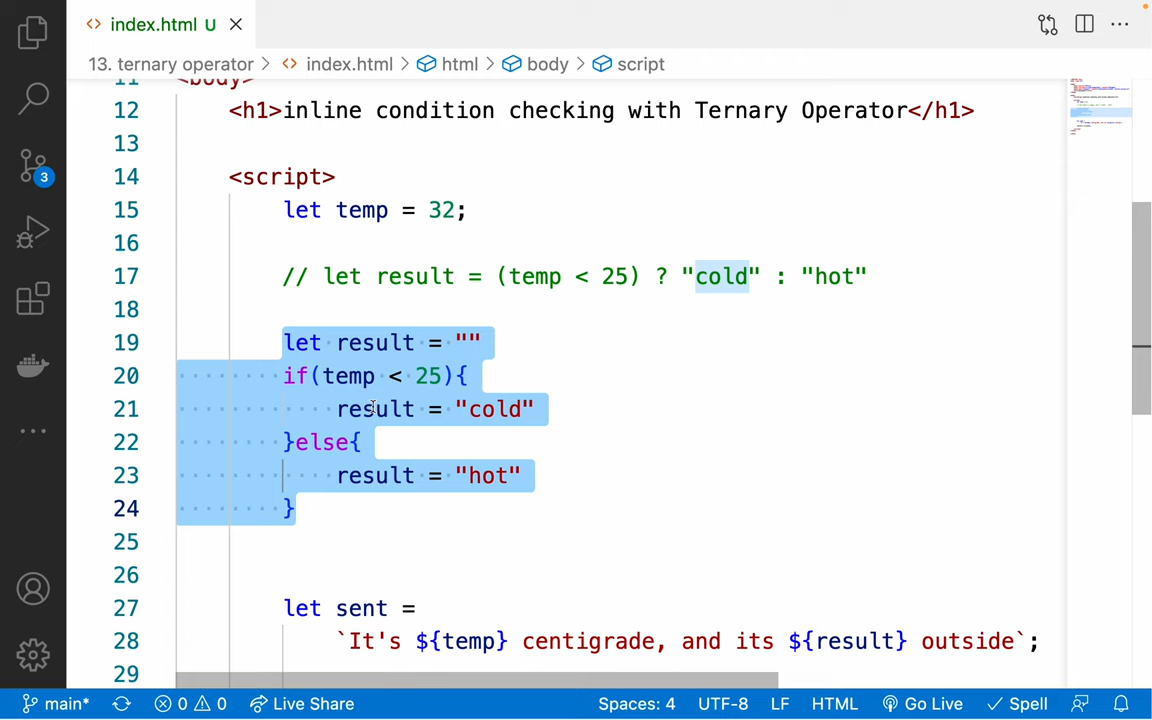 index.html U
13. ternary operator > index.html > html > body > script
11 <body>
12 <h1>inline condition checking with Ternary Operator</h1>
13
14 <script>
15 let temp = 32;
16
17 // let result = (temp < 25) ? "cold" : "hot"
18
19 let result = ""
20 if(temp < 25){
21 result = "cold"
22 }else{
23 result = "hot"
24 }
25
26
27 let sent =
28 `It's ${temp} centigrade, and its ${result} outside`;
29
3
main* 0 0 Live Share Spaces: 4 UTF-8 LF HTML Go Live Spell